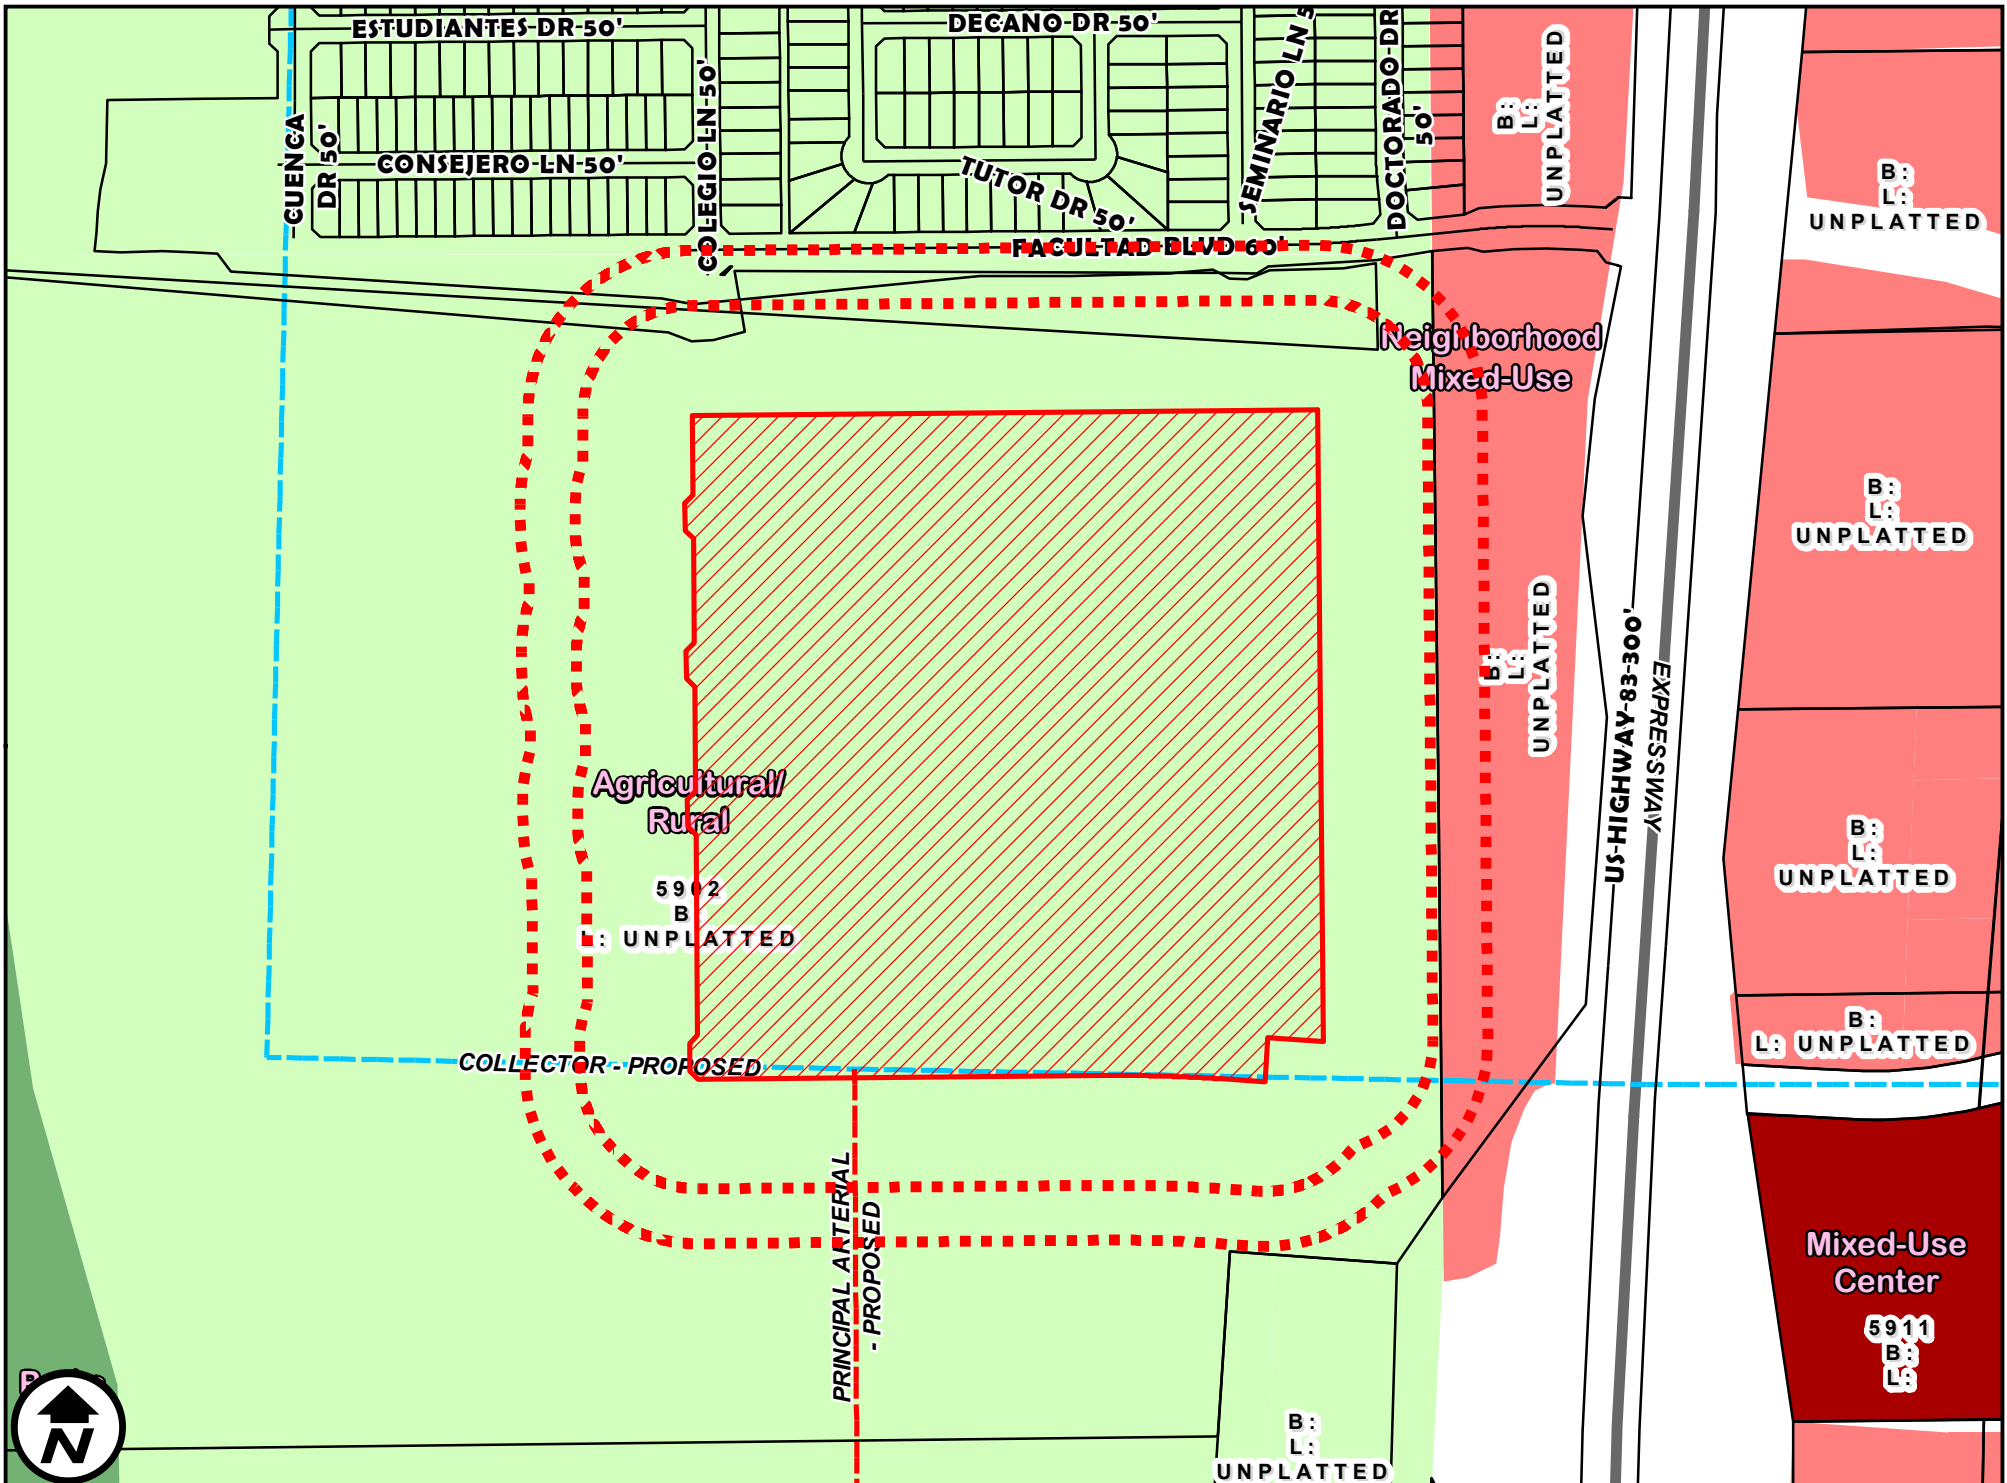 ESTUDIANTES DR 50'
DECANO DR 50'
SEMINARIO LN
DOCTORADO DR
50'
COLEGIO LN 50'
CUENCA
DR 50'
CONSEJERO LN 50'
TUTOR DR 50'
FACULTAD BLVD 60'
B:
L:
UNPLATTED
B:
L:
UNPLATTED
Neighborhood
Mixed-Use
B:
L:
UNPLATTED
B:
L:
UNPLATTED
US HIGHWAY 83 300'
EXPRESSWAY
Agricultural/
Rural
5902
B
L: UNPLATTED
B:
L:
UNPLATTED
B:
L: UNPLATTED
COLLECTOR - PROPOSED
PRINCIPAL ARTERIAL
- PROPOSED
Mixed-Use
Center
5911
B:
L:
B:
L:
UNPLATTED
N